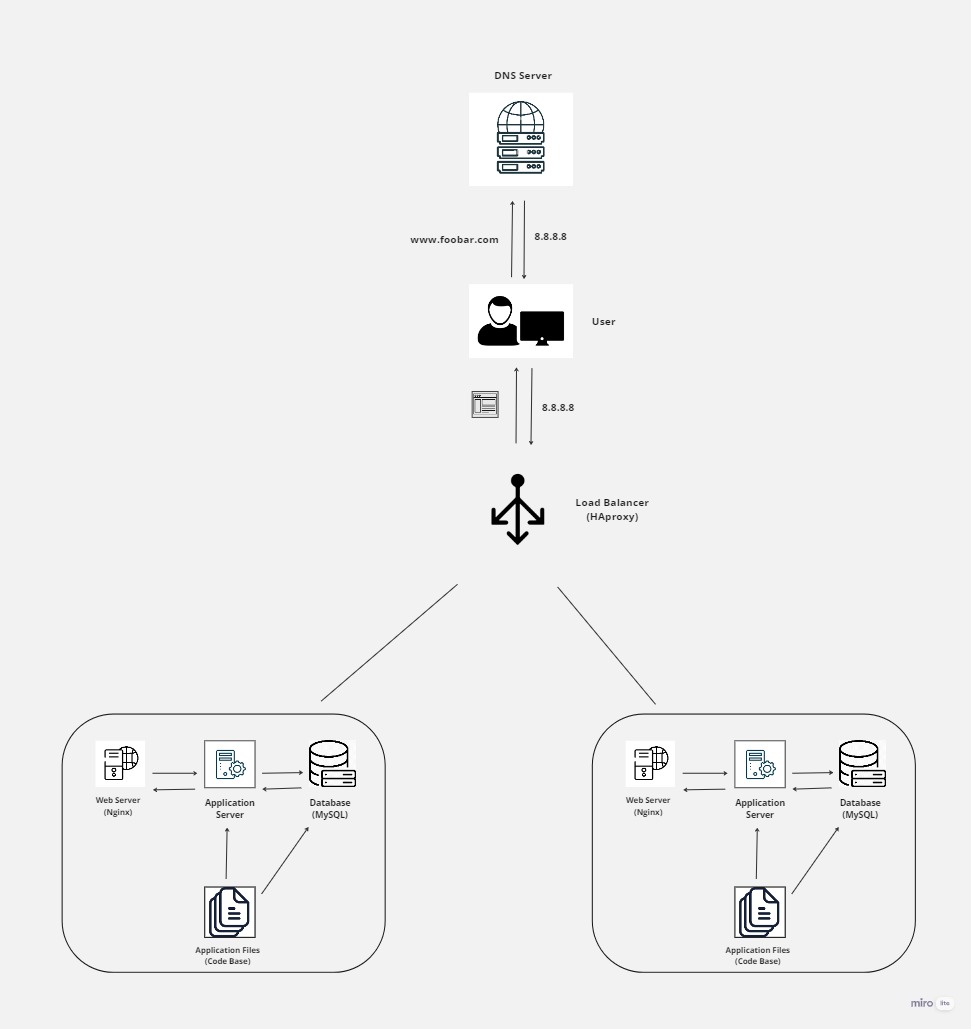 DNS Server
www.foobar.com
8.8.8.8
User
8.8.8.8
Load Balancer
(HAproxy)
Web Server
(Nginx)
Application
Server
Database
(MySQL)
Application Files
(Code Base)
Web Server
(Nginx)
Application
Server
Database
(MySQL)
Application Files
(Code Base)
miro lite